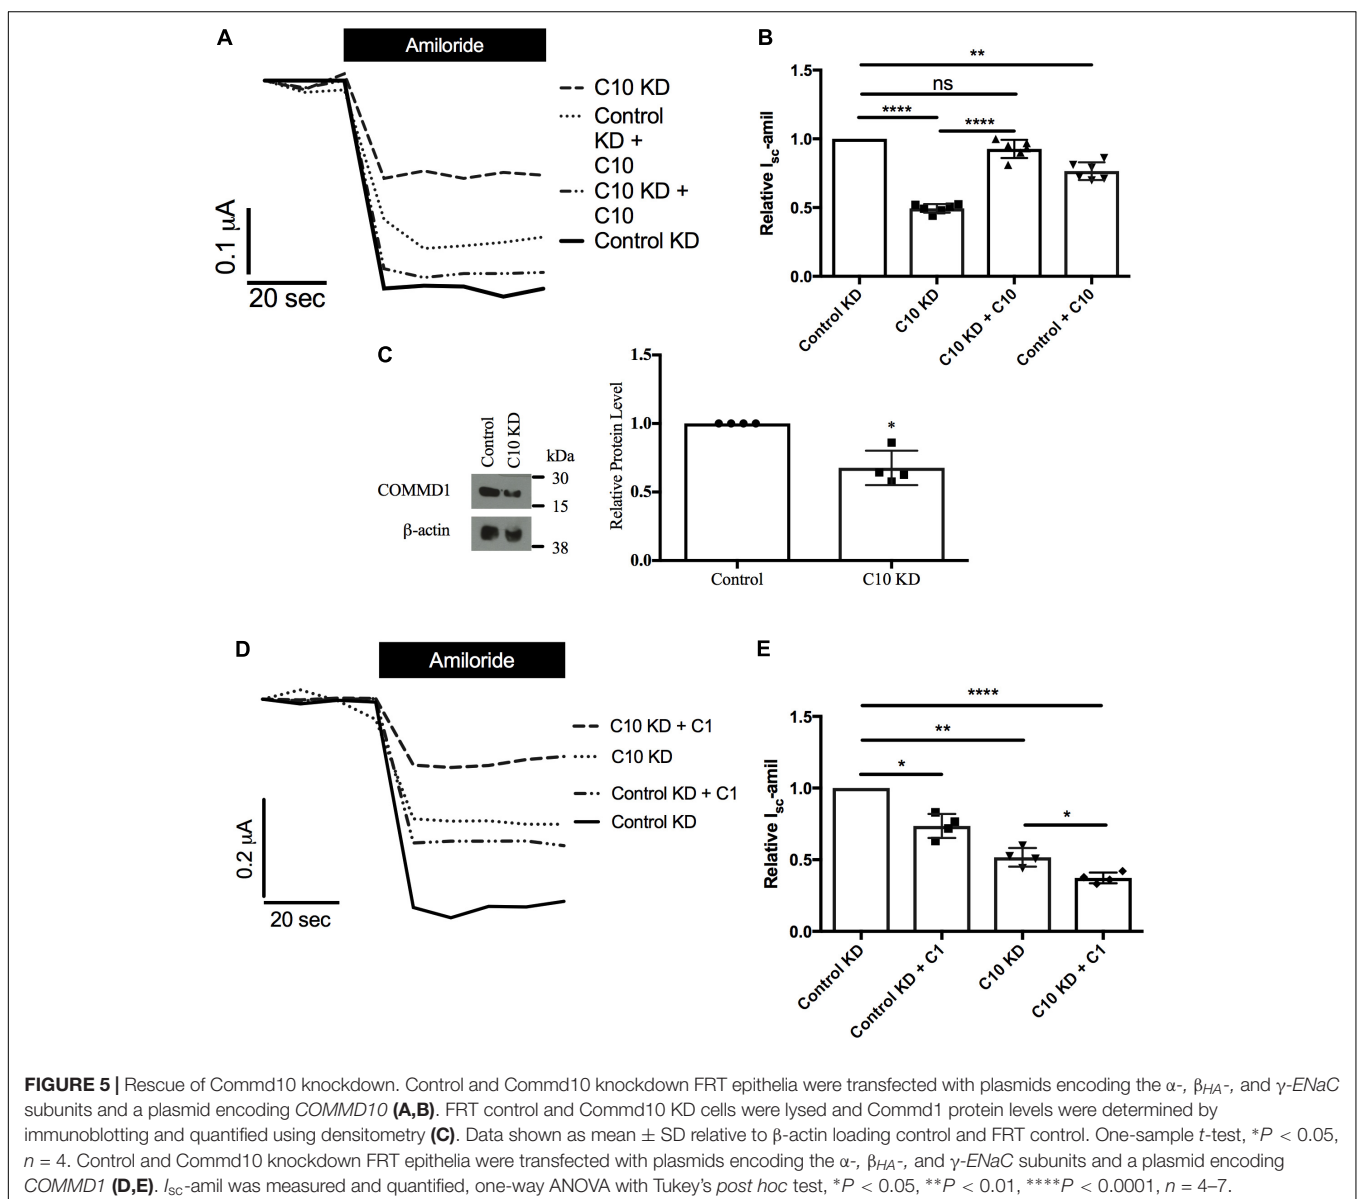 A
Amiloride
C10 KD
Control
KD +
C10
C10 KD +
C10
Control KD
0.1 μA
20 sec
B
**
ns
****
****
1.5
1.0
0.5
0.0
Relative Isc-amil
Control KD
C10 KD
C10 KD + C10
Control + C10
C
Control
C10 KD
kDa
COMMD1
30
15
β-actin
38
1.5
1.0
0.5
0.0
Relative Protein Level
*
Control
C10 KD
D
Amiloride
C10 KD + C1
C10 KD
Control KD + C1
Control KD
0.2 μA
20 sec
E
****
**
*
*
1.5
1.0
0.5
0.0
Relative Isc-amil
Control KD
Control KD + C1
C10 KD
C10 KD + C1
FIGURE 5 | Rescue of Commd10 knockdown. Control and Commd10 knockdown FRT epithelia were transfected with plasmids encoding the α-, βHA-, and γ-ENaC
subunits and a plasmid encoding COMMD10 (A,B). FRT control and Commd10 KD cells were lysed and Commd1 protein levels were determined by
immunoblotting and quantified using densitometry (C). Data shown as mean ± SD relative to β-actin loading control and FRT control. One-sample t-test, *P < 0.05,
n = 4. Control and Commd10 knockdown FRT epithelia were transfected with plasmids encoding the α-, βHA-, and γ-ENaC subunits and a plasmid encoding
COMMD1 (D,E). Isc-amil was measured and quantified, one-way ANOVA with Tukey's post hoc test, *P < 0.05, **P < 0.01, ****P < 0.0001, n = 4–7.